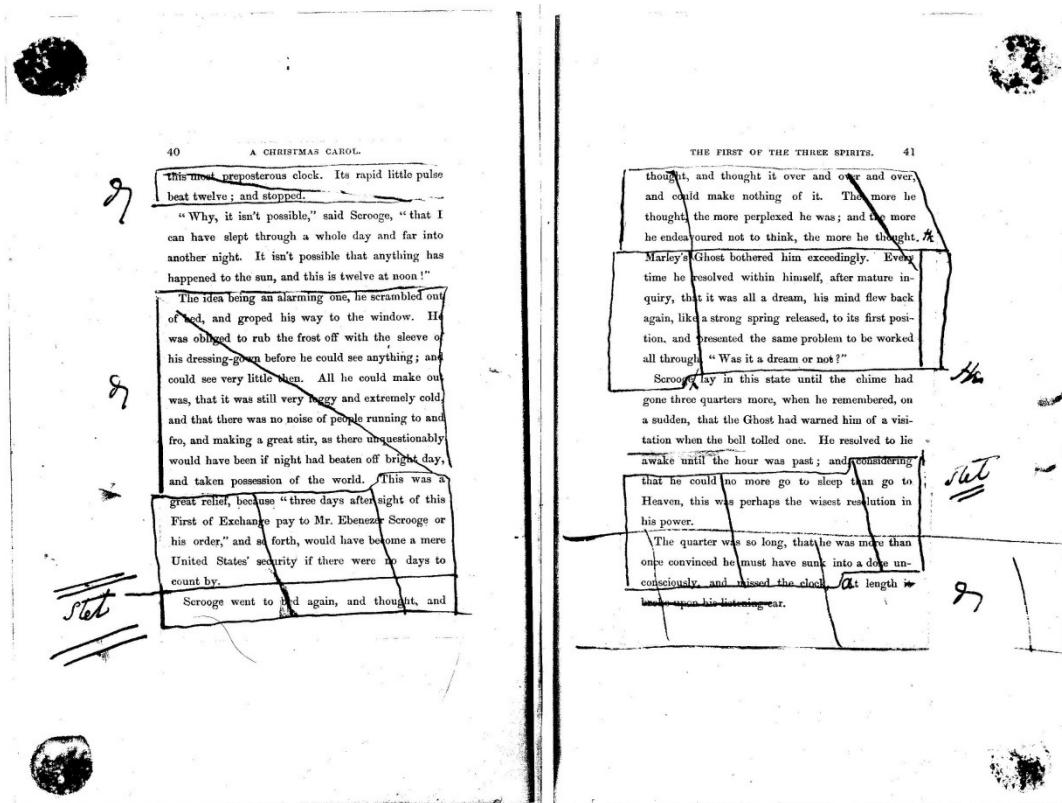 40 A CHRISTMAS CAROL.
this most preposterous clock. Its rapid little pulse
beat twelve; and stopped.
"Why, it isn't possible," said Scrooge, "that I
can have slept through a whole day and far into
another night. It isn't possible that anything has
happened to the sun, and this is twelve at noon!"
The idea being an alarming one, he scrambled out
of bed, and groped his way to the window. He
was obliged to rub the frost off with the sleeve of
his dressing-gown before he could see anything; and
could see very little then. All he could make out
was, that it was still very foggy and extremely cold,
and that there was no noise of people running to and
fro, and making a great stir, as there unquestionably
would have been if night had beaten off bright day,
and taken possession of the world. This was a
great relief, because "three days after sight of this
First of Exchange pay to Mr. Ebenezer Scrooge or
his order," and so forth, would have become a mere
United States' security if there were no days to
count by.
Stet
Scrooge went to bed again, and thought, and
THE FIRST OF THE THREE SPIRITS. 41
thought, and thought it over and over and over,
and could make nothing of it. The more he
thought, the more perplexed he was; and the more
he endeavoured not to think, the more he thought.
Marley's Ghost bothered him exceedingly. Every
time he resolved within himself, after mature in-
quiry, that it was all a dream, his mind flew back
again, like a strong spring released, to its first posi-
tion, and presented the same problem to be worked
all through, "Was it a dream or not?"
Scrooge lay in this state until the chime had
gone three quarters more, when he remembered, on
a sudden, that the Ghost had warned him of a visi-
tation when the bell tolled one. He resolved to lie
awake until the hour was past; and, considering
that he could no more go to sleep than go to
Heaven, this was perhaps the wisest resolution in
his power.
stet
The quarter was so long, that he was more than
once convinced he must have sunk into a doze un-
consciously, and missed the clock. At length it
broke upon his listening ear.